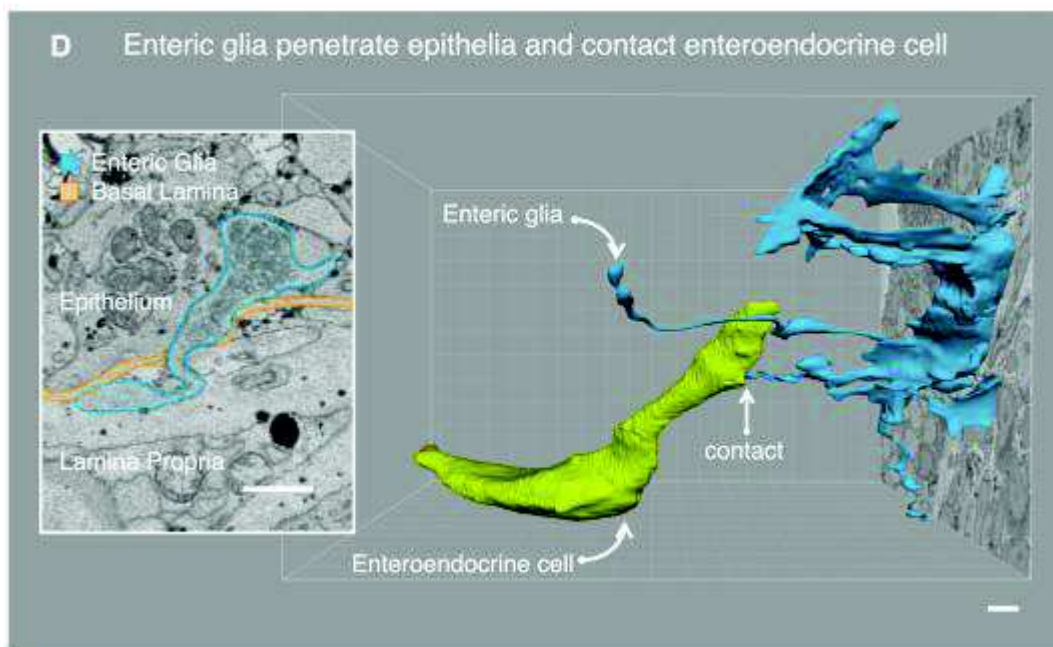 D Enteric glia penetrate epithelia and contact enteroendocrine cell
Enteric Glia
Basal Lamina
Epithelium
Lamina Propria
Enteric glia
contact
Enteroendocrine cell